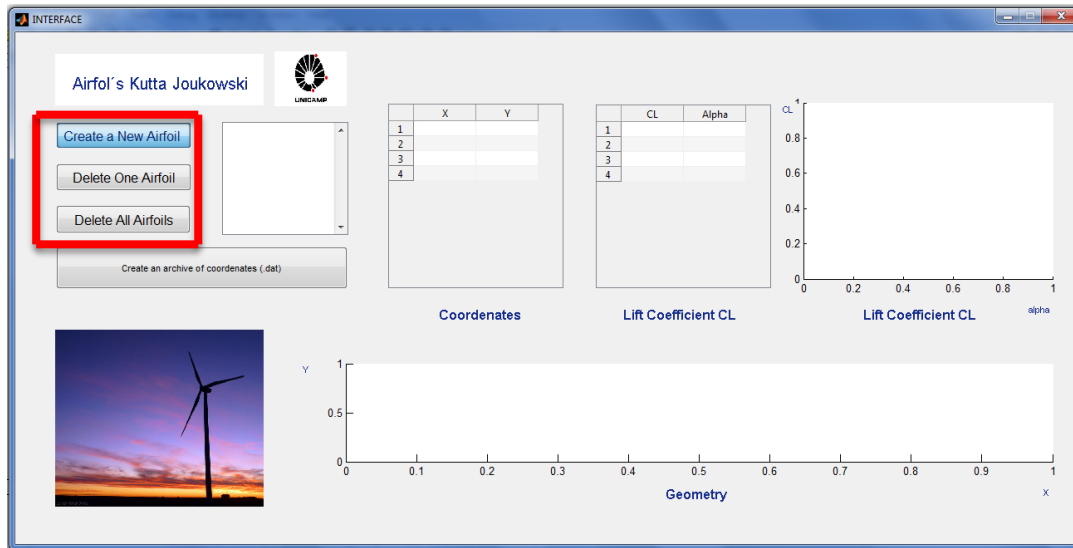 INTERFACE
Airfol´s Kutta Joukowski
UNICAMP
Create a New Airfoil
Delete One Airfoil
Delete All Airfoils
Create an archive of coordenates (.dat)
X Y
1
2
3
4
Coordenates
CL Alpha
1
2
3
4
Lift Coefficient CL
CL
1
0.8
0.6
0.4
0.2
0
0 0.2 0.4 0.6 0.8 1
alpha
Lift Coefficient CL
Y
1
0.5
0
0 0.1 0.2 0.3 0.4 0.5 0.6 0.7 0.8 0.9 1
Geometry
X